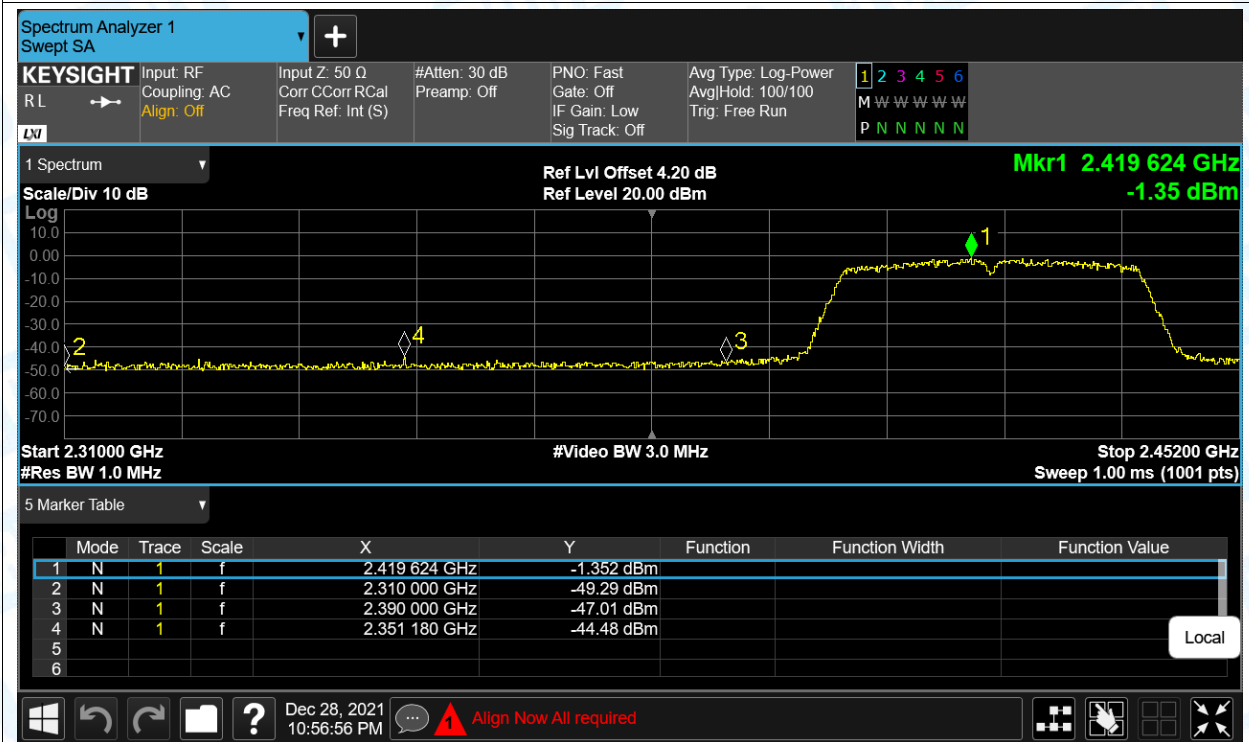 Spectrum Analyzer 1
Swept SA
KEYSIGHT
R L
LXI
Input: RF
Coupling: AC
Align: Off
Input Z: 50 Ω
Corr CCorr RCal
Freq Ref: Int (S)
#Atten: 30 dB
Preamp: Off
PNO: Fast
Gate: Off
IF Gain: Low
Sig Track: Off
Avg Type: Log-Power
Avg|Hold: 100/100
Trig: Free Run
1 2 3 4 5 6
M W W W W W
P N N N N N
1 Spectrum
Scale/Div 10 dB
Ref Lvl Offset 4.20 dB
Ref Level 20.00 dBm
Mkr1 2.419 624 GHz
-1.35 dBm
Log
10.0
0.00
-10.0
-20.0
-30.0
-40.0
-50.0
-60.0
-70.0
1
2
4
3
Start 2.31000 GHz
#Res BW 1.0 MHz
#Video BW 3.0 MHz
Stop 2.45200 GHz
Sweep 1.00 ms (1001 pts)
5 Marker Table
Mode Trace Scale X Y Function Function Width Function Value
1 N 1 f 2.419 624 GHz -1.352 dBm
2 N 1 f 2.310 000 GHz -49.29 dBm
3 N 1 f 2.390 000 GHz -47.01 dBm
4 N 1 f 2.351 180 GHz -44.48 dBm
5
6
Local
?
Dec 28, 2021
10:56:56 PM
1
Align Now All required